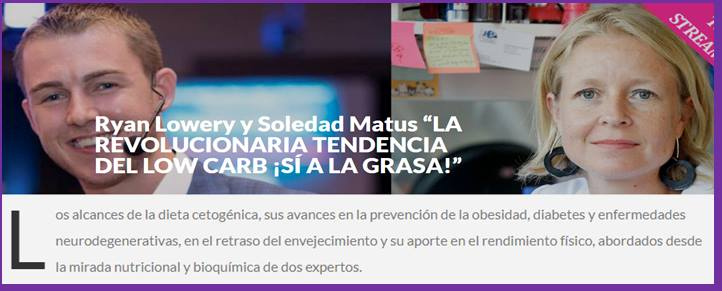 STREAM
Ryan Lowery y Soledad Matus “LA
REVOLUCIONARIA TENDENCIA
DEL LOW CARB ¡SÍ A LA GRASA!”
Los alcances de la dieta cetogénica, sus avances en la prevención de la obesidad, diabetes y enfermedades
neurodegenerativas, en el retraso del envejecimiento y su aporte en el rendimiento físico, abordados desde
la mirada nutricional y bioquímica de dos expertos.